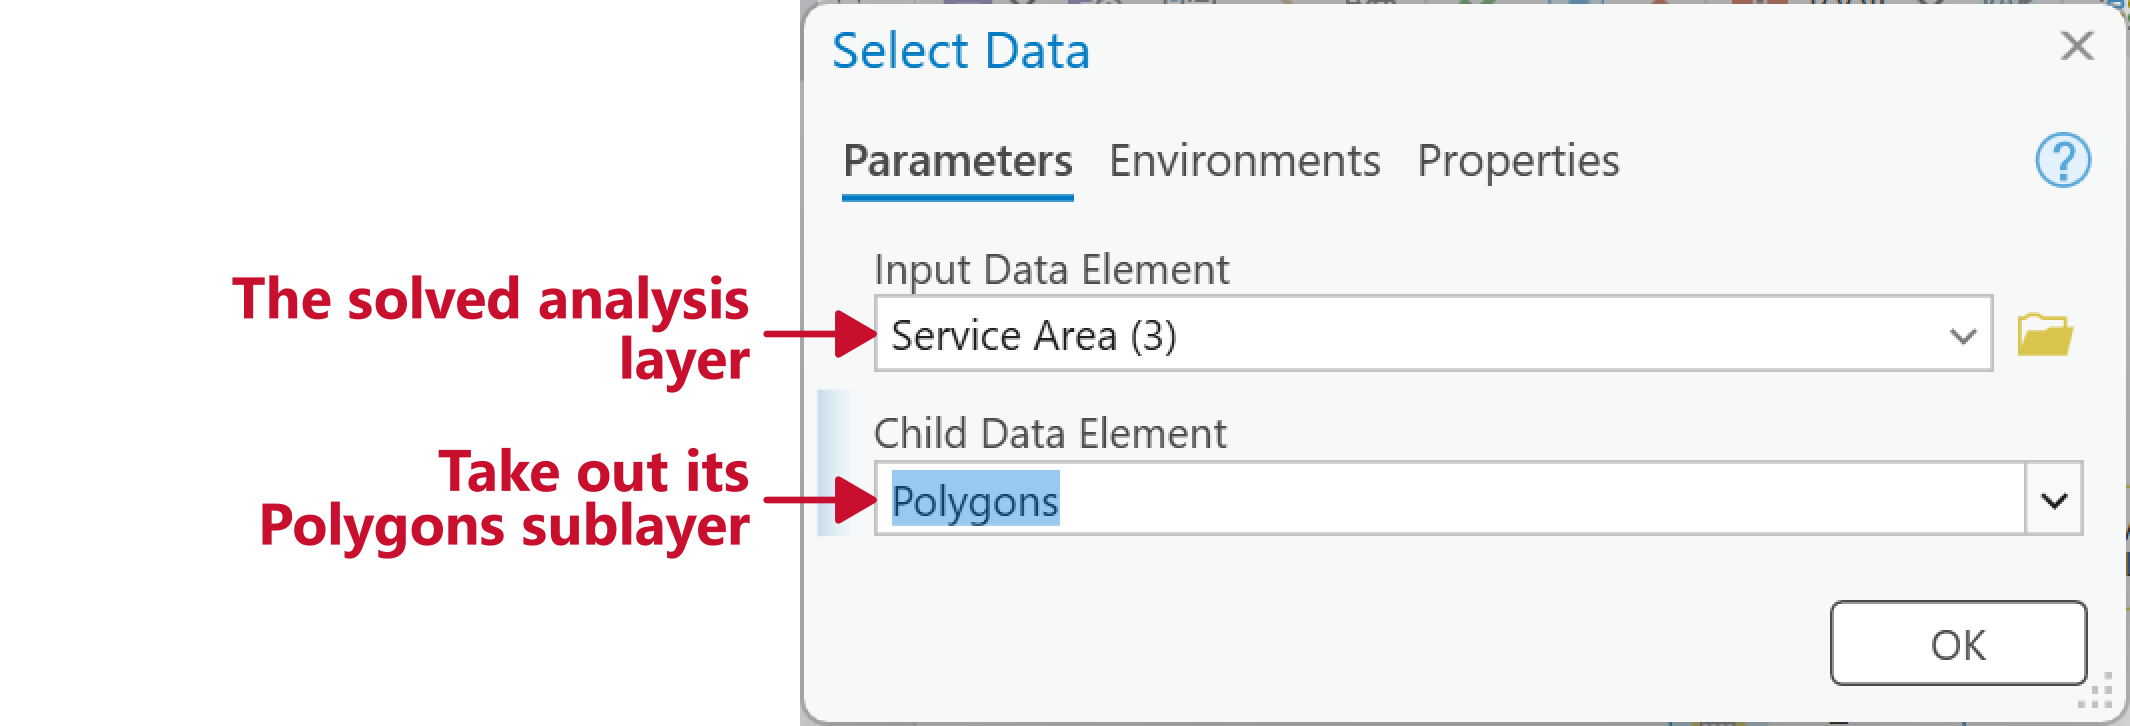 Select Data
Parameters Environments Properties
Input Data Element
The solved analysis
layer
Service Area (3)
Child Data Element
Take out its
Polygons sublayer
Polygons
OK